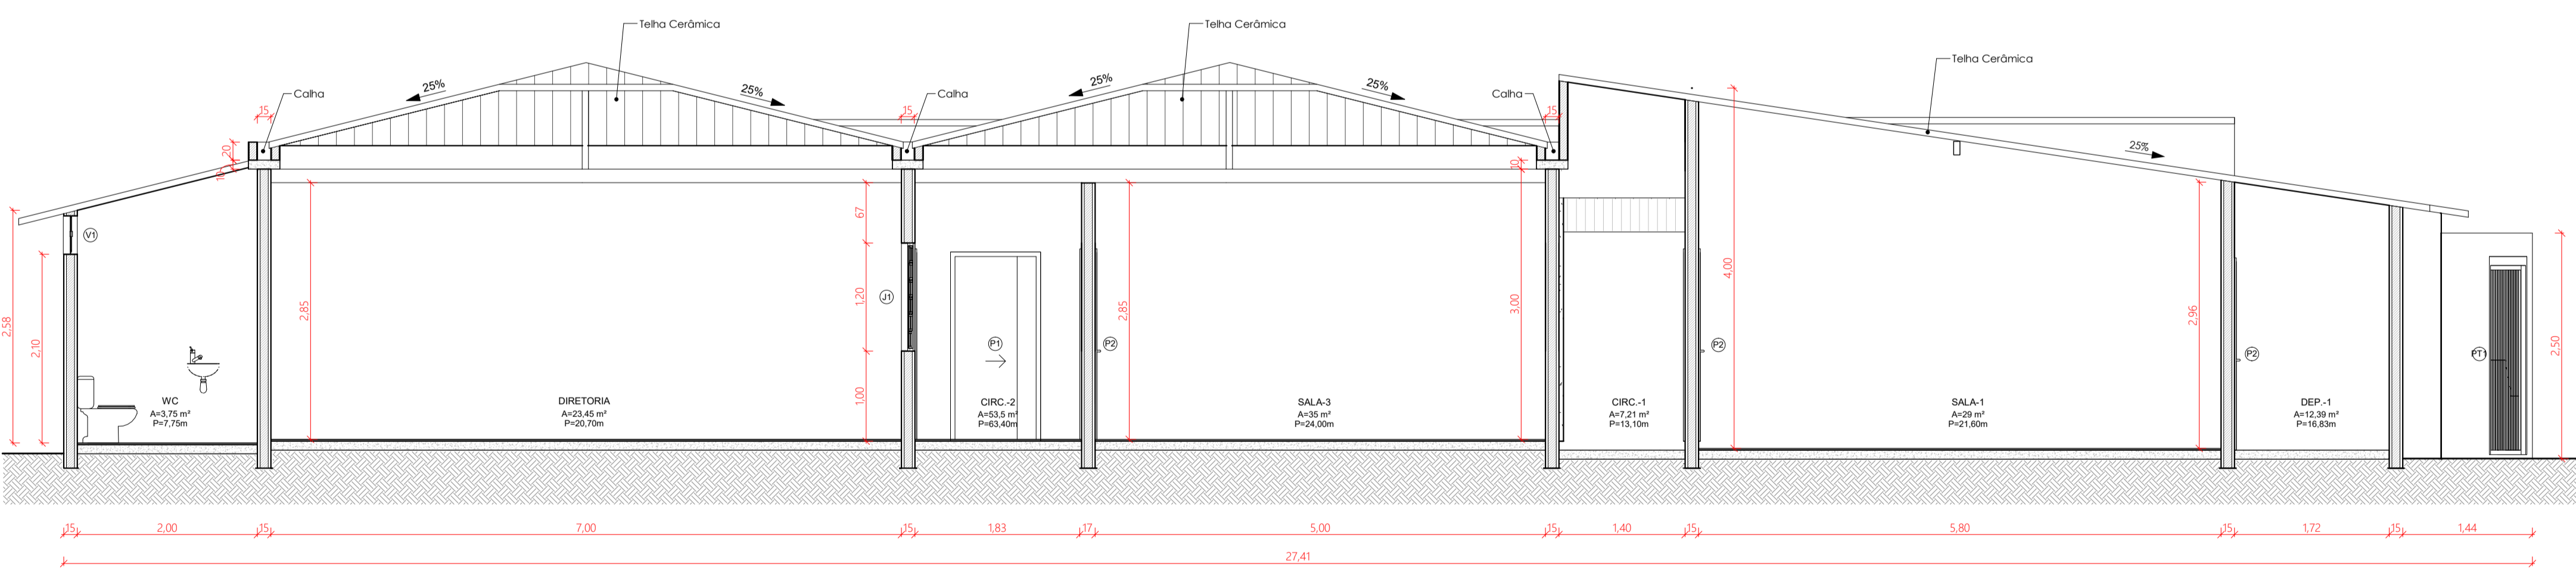 Telha Cerâmica
Telha Cerâmica
Telha Cerâmica
25%
25%
25%
25%
25%
Calha
Calha
Calha
15
15
15
20
10
10
V1
2,58
2,10
2,85
67
1,20
1,00
J1
P1
P2
2,85
3,00
P2
4,00
2,96
P2
PT1
2,50
WC
A=3,75 m²
P=7,75m
DIRETORIA
A=23,45 m²
P=20,70m
CIRC.-2
A=53,5 m²
P=63,40m
SALA-3
A=35 m²
P=24,00m
CIRC.-1
A=7,21 m²
P=13,10m
SALA-1
A=29 m²
P=21,60m
DEP.-1
A=12,39 m²
P=16,83m
15 2,00 15 7,00 15 1,83 17 5,00 15 1,40 15 5,80 15 1,72 15 1,44
27,41